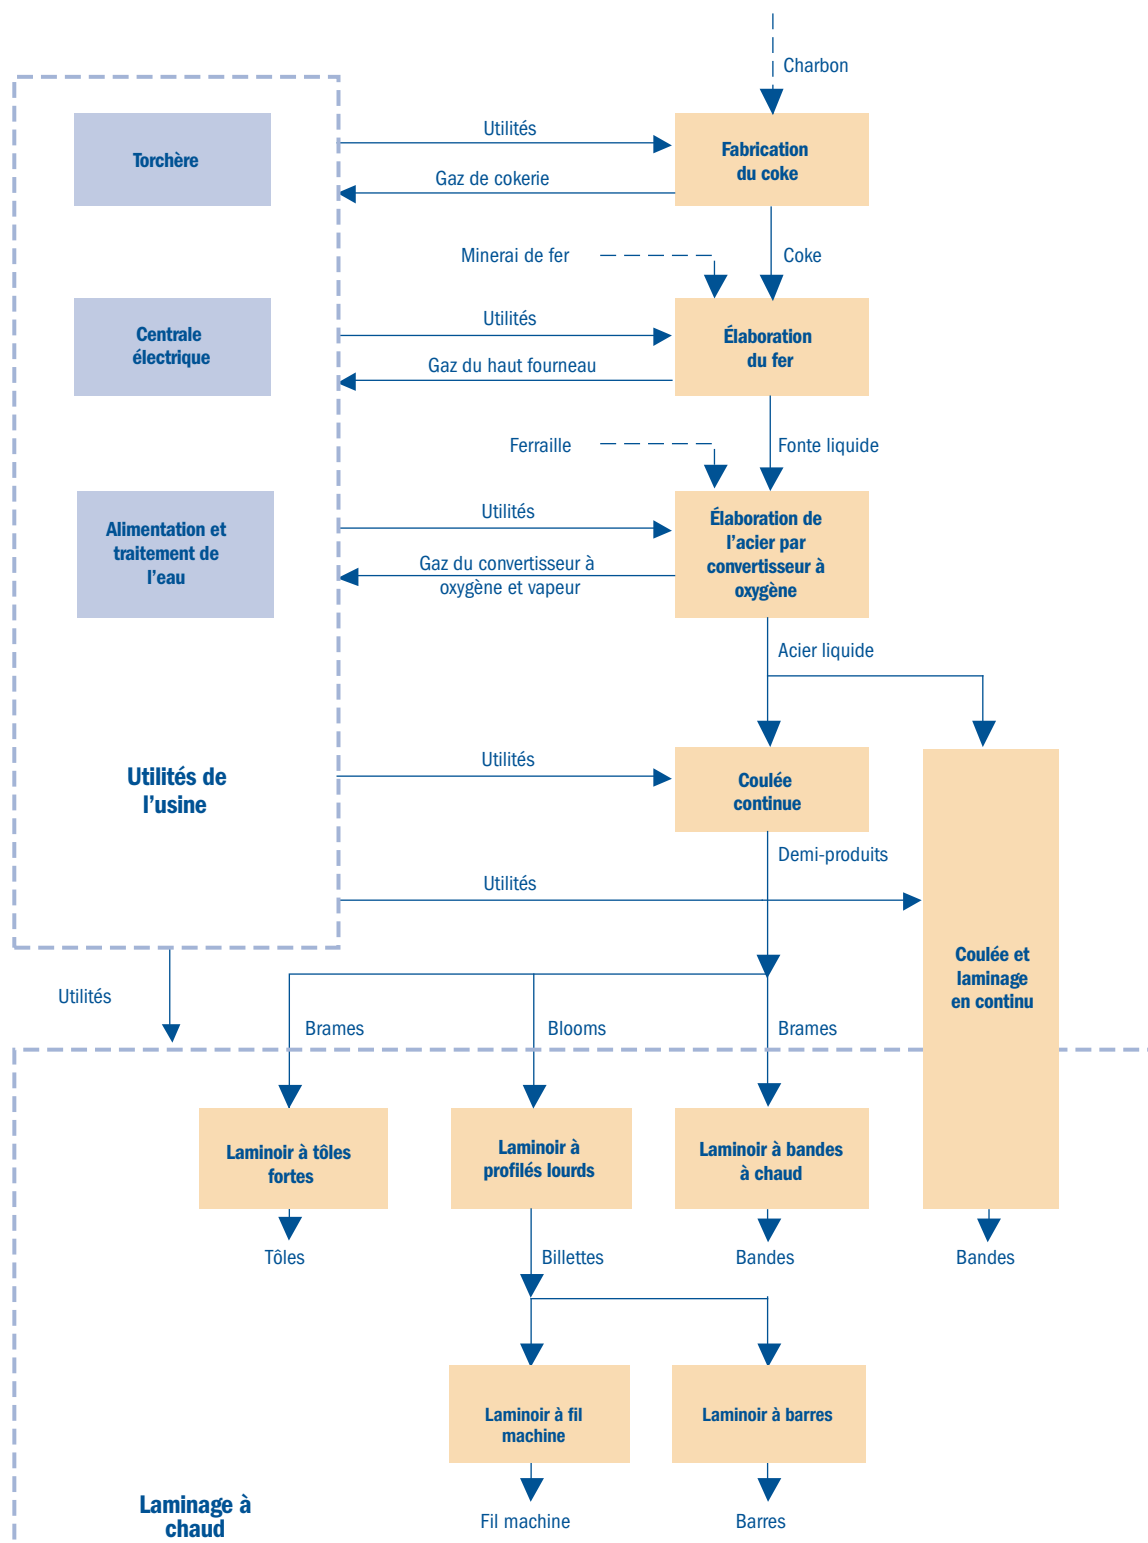 Charbon
Torchère
Utilités
Fabrication
du coke
Gaz de cokerie
Minerai de fer
Coke
Centrale
électrique
Utilités
Élaboration
du fer
Gaz du haut fourneau
Ferraille
Fonte liquide
Alimentation et
traitement de
l’eau
Utilités
Élaboration de
l’acier par
convertisseur à
oxygène
Gaz du convertisseur à
oxygène et vapeur
Acier liquide
Utilités de
l’usine
Utilités
Coulée
continue
Demi-produits
Utilités
Coulée et
laminage
en continu
Utilités
Brames
Blooms
Brames
Laminoir à tôles
fortes
Laminoir à
profilés lourds
Laminoir à bandes
à chaud
Tôles
Billettes
Bandes
Bandes
Laminoir à fil
machine
Laminoir à barres
Laminage à
chaud
Fil machine
Barres